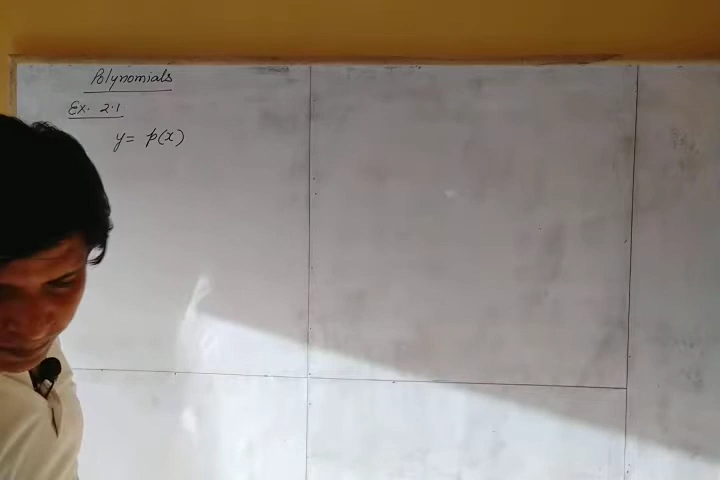 Polynomials
Ex. 2.1
y = p(x)